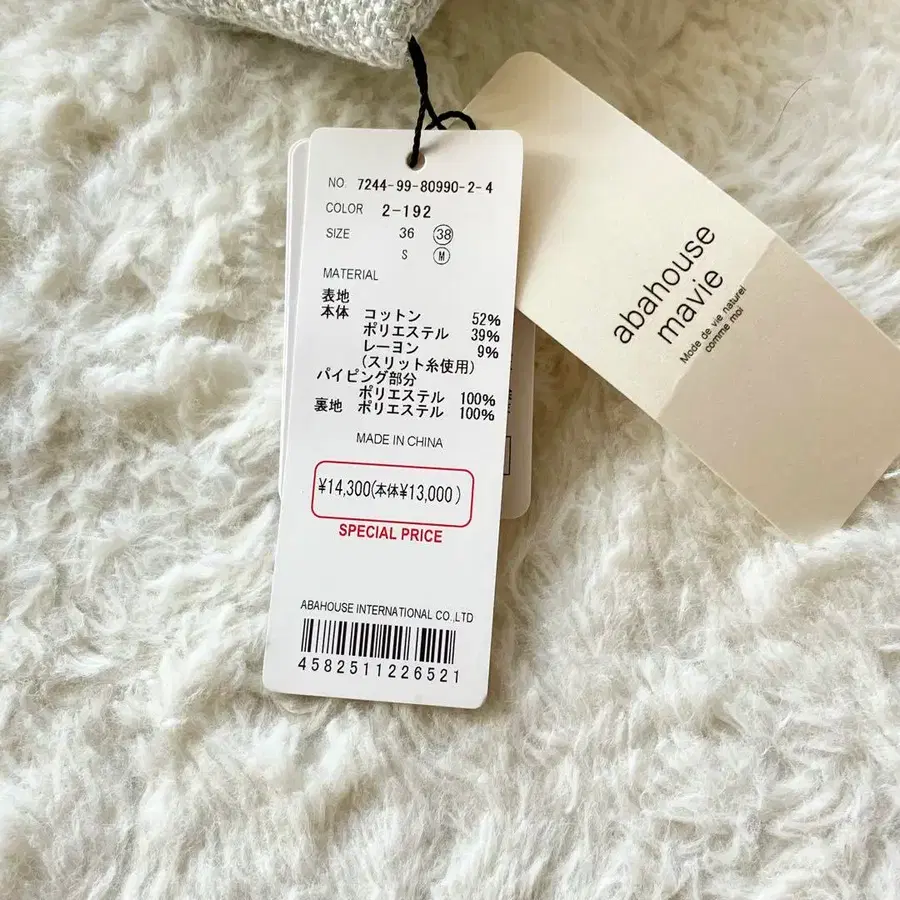 NO. 7244-99-80990-2-4
COLOR 2-192
SIZE 36 38
S M
MATERIAL
表地
本体 コットン 52%
ポリエステル 39%
レーヨン 9%
(スリット糸使用)
パイピング部分
ポリエステル 100%
裏地 ポリエステル 100%
MADE IN CHINA
¥14,300(本体¥13,000)
SPECIAL PRICE
ABAHOUSE INTERNATIONAL CO.,LTD
4582511226521
abahouse
mavie
Mode de vie naturel
comme moi